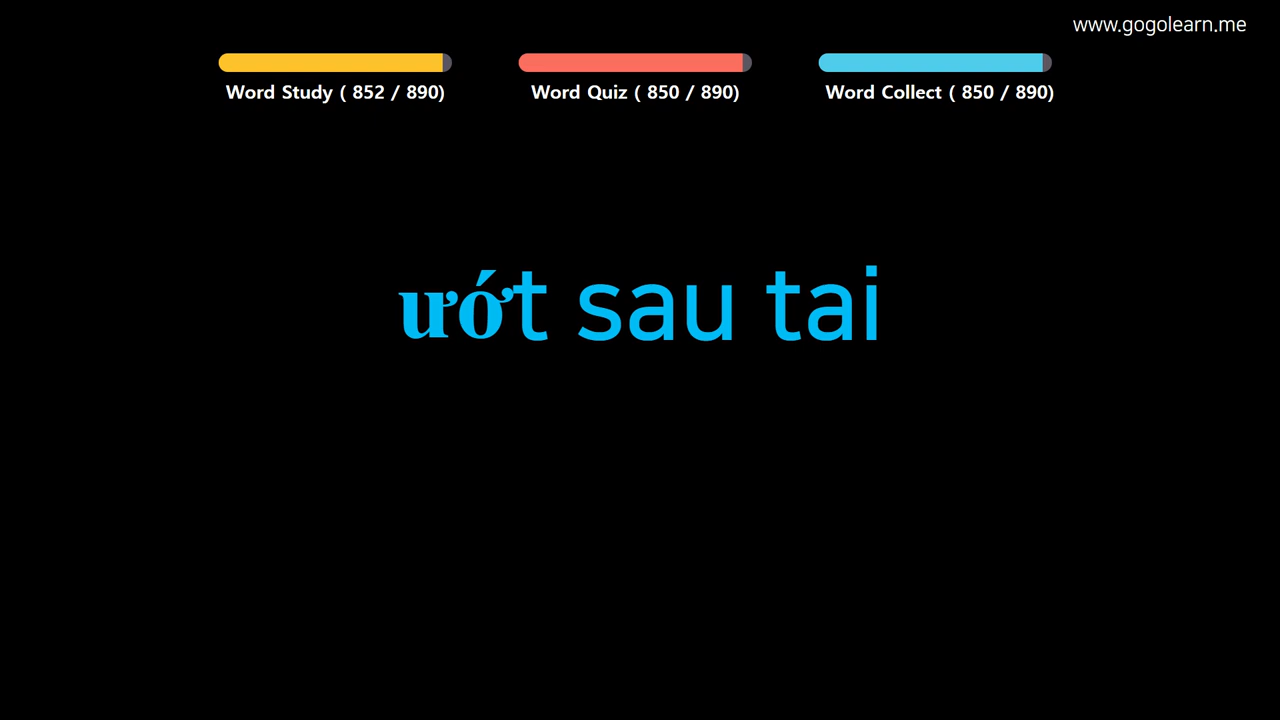 www.gogolearn.me
Word Study ( 852 / 890)
Word Quiz ( 850 / 890)
Word Collect ( 850 / 890)
ướt sau tai